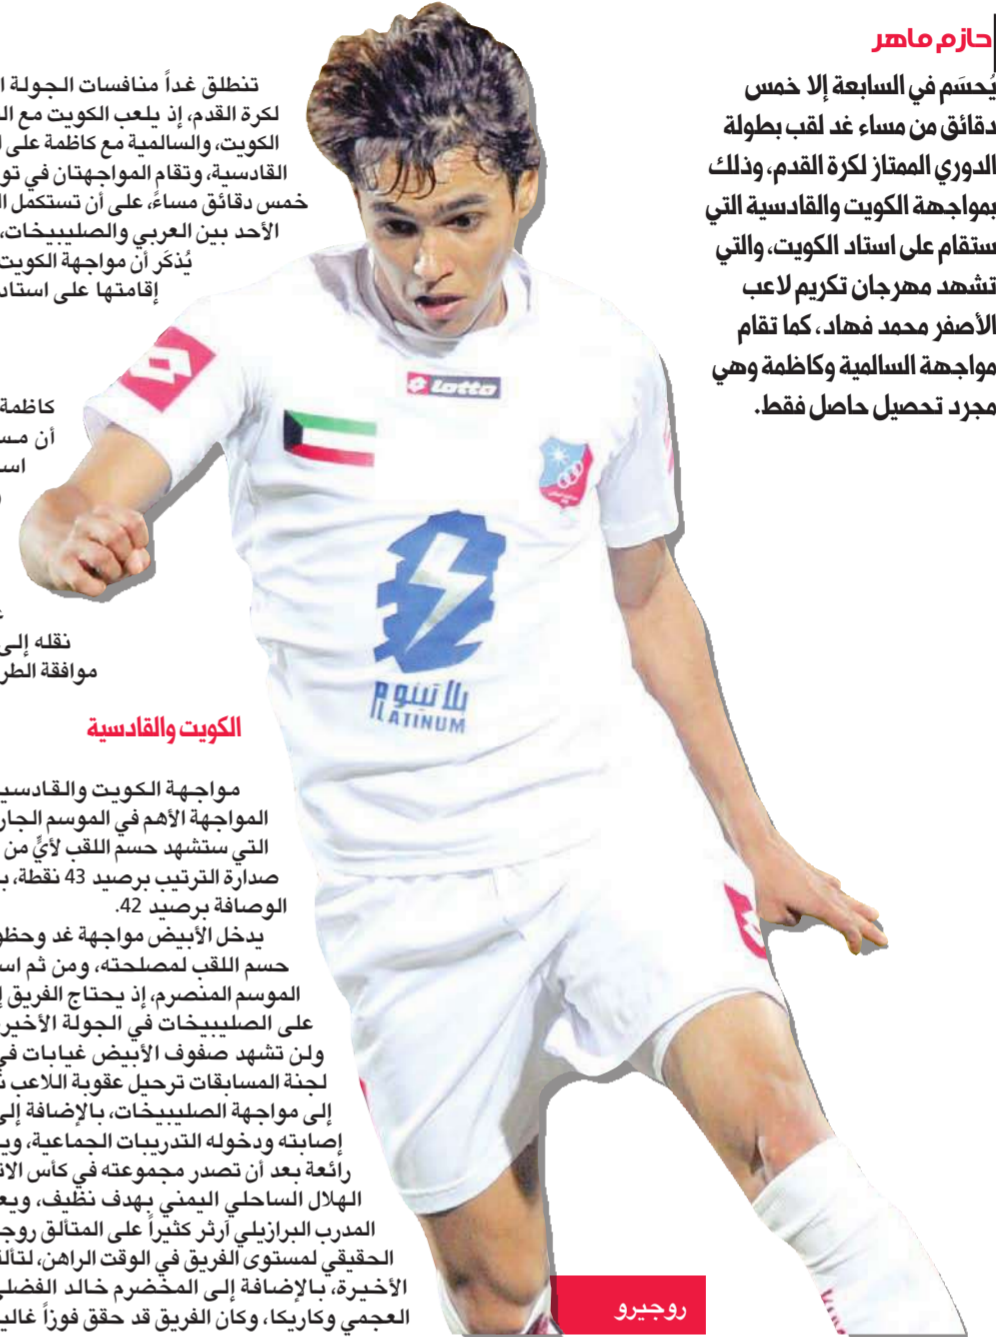 حازم ماهر
يُحسَم في السابعة إلا خمس
دقائق من مساء غد لقب بطولة
الدوري الممتاز لكرة القدم، وذلك
بمواجهة الكويت والقادسية التي
ستقام على استاد الكويت، والتي
تشهد مهرجان تكريم لاعب
الأصفر محمد فهاد، كما تقام
مواجهة السالمية وكاظمة وهي
مجرد تحصيل حاصل فقط.
تنطلق غداً منافسات الجولة
لكرة القدم، إذ يلعب الكويت مع
الكويت، والسالمية مع كاظمة على
القادسية، وتقام المواجهتان في
خمس دقائق مساءً، على أن تستكمل
الأحد بين العربي والصليبيخات،
يُذكَر أن مواجهة الكويت
إقامتها على استاد
كاظمة
أن
نقله إلى
موافقة
الكويت والقادسية
مواجهة الكويت والقادسية
المواجهة الأهم في الموسم
التي ستشهد حسم اللقب لأيٍّ من
صدارة الترتيب برصيد 43 نقطة،
الوصافة برصيد 42.
يدخل الأبيض مواجهة غد
حسم اللقب لمصلحته، ومن ثم
الموسم المنصرم، إذ يحتاج الفريق
على الصليبيخات في الجولة
ولن تشهد صفوف الأبيض غيابات
لجنة المسابقات ترحيل عقوبة اللاعب
إلى مواجهة الصليبيخات، بالإضافة إلى
إصابته ودخوله التدريبات الجماعية،
رائعة بعد أن تصدر مجموعته في كأس
الهلال الساحلي اليمني بهدف نظيف،
المدرب البرازيلي آرثر كثيراً على المتألق
الحقيقي لمستوى الفريق في الوقت الراهن،
الأخيرة، بالإضافة إلى المخضرم خالد
العجمي وكاريكا، وكان الفريق قد حقق فوزاً
lotto
بلاتينوم
PLATINUM
روجيرو